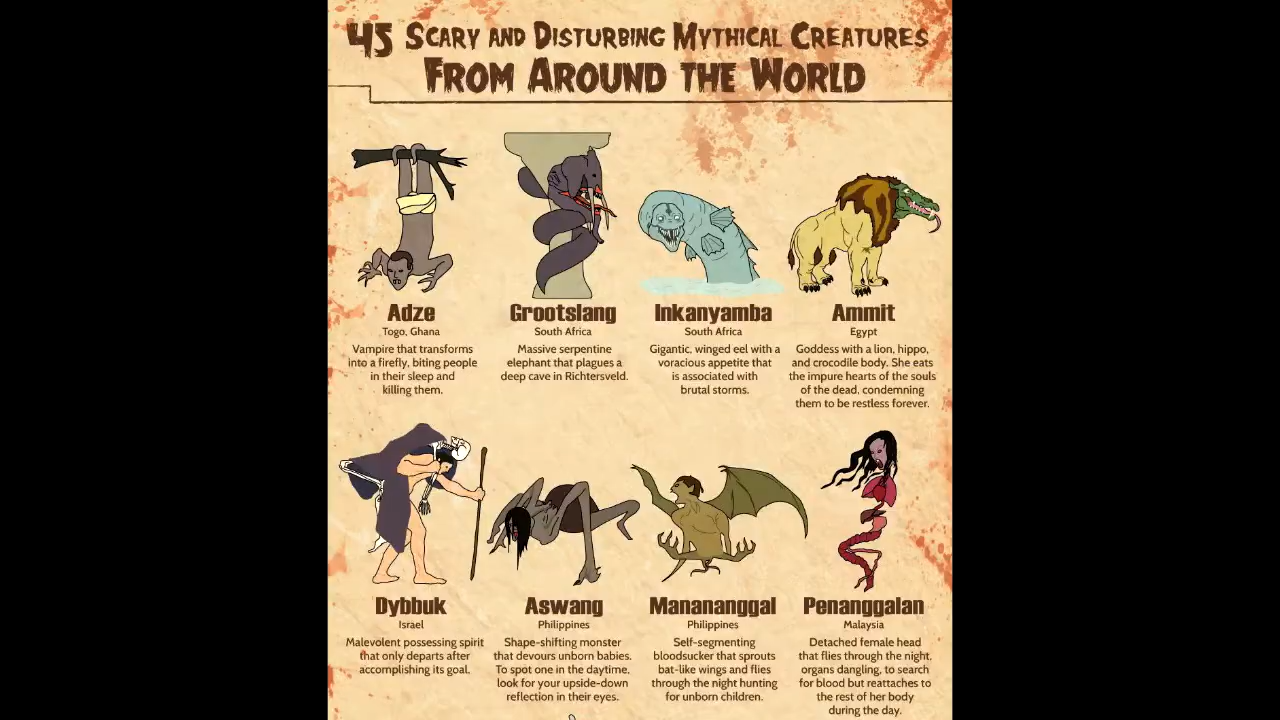 45 Scary and Disturbing Mythical Creatures
From Around the World
Adze
Togo, Ghana
Vampire that transforms
into a firefly, biting people
in their sleep and
killing them.
Grootslang
South Africa
Massive serpentine
elephant that plagues a
deep cave in Richtersveld.
Inkanyamba
South Africa
Gigantic, winged eel with a
voracious appetite that
is associated with
brutal storms.
Ammit
Egypt
Goddess with a lion, hippo,
and crocodile body. She eats
the impure hearts of the souls
of the dead, condemning
them to be restless forever.
Dybbuk
Israel
Malevolent possessing spirit
that only departs after
accomplishing its goal.
Aswang
Philippines
Shape-shifting monster
that devours unborn babies.
To spot one in the daytime,
look for your upside-down
reflection in their eyes.
Manananggal
Philippines
Self-segmenting
bloodsucker that sprouts
bat-like wings and flies
through the night hunting
for unborn children.
Penanggalan
Malaysia
Detached female head
that flies through the night,
organs dangling, to search
for blood but reattaches to
the rest of her body
during the day.